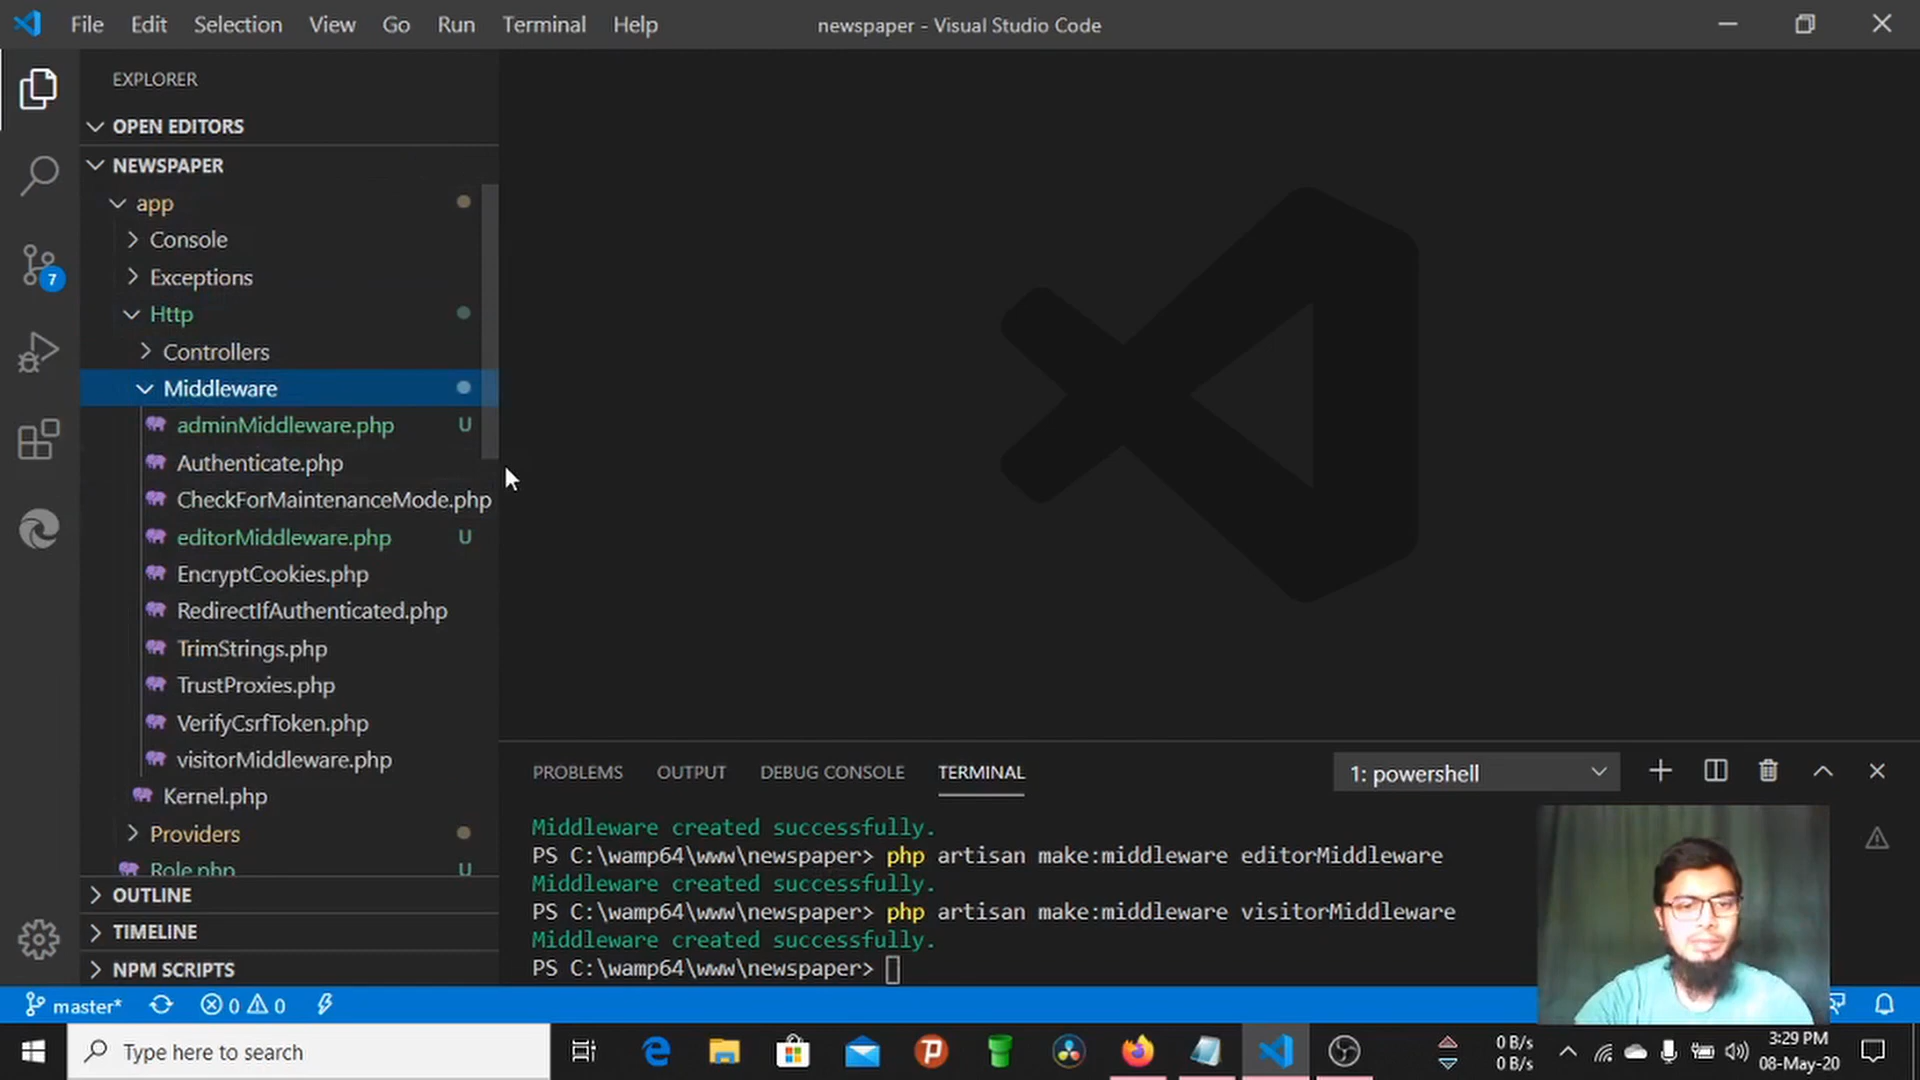 File Edit Selection View Go Run Terminal Help
newspaper - Visual Studio Code
EXPLORER
OPEN EDITORS
NEWSPAPER
app
Console
Exceptions
Http
Controllers
Middleware
adminMiddleware.php U
Authenticate.php
CheckForMaintenanceMode.php
editorMiddleware.php U
EncryptCookies.php
RedirectIfAuthenticated.php
TrimStrings.php
TrustProxies.php
VerifyCsrfToken.php
visitorMiddleware.php
Kernel.php
Providers
Role.php U
OUTLINE
TIMELINE
NPM SCRIPTS
7
PROBLEMS OUTPUT DEBUG CONSOLE TERMINAL
1: powershell
Middleware created successfully.
PS C:\wamp64\www\newspaper> php artisan make:middleware editorMiddleware
Middleware created successfully.
PS C:\wamp64\www\newspaper> php artisan make:middleware visitorMiddleware
Middleware created successfully.
PS C:\wamp64\www\newspaper>
master* 0 0
Type here to search
0 B/s
0 B/s
3:29 PM
08-May-20